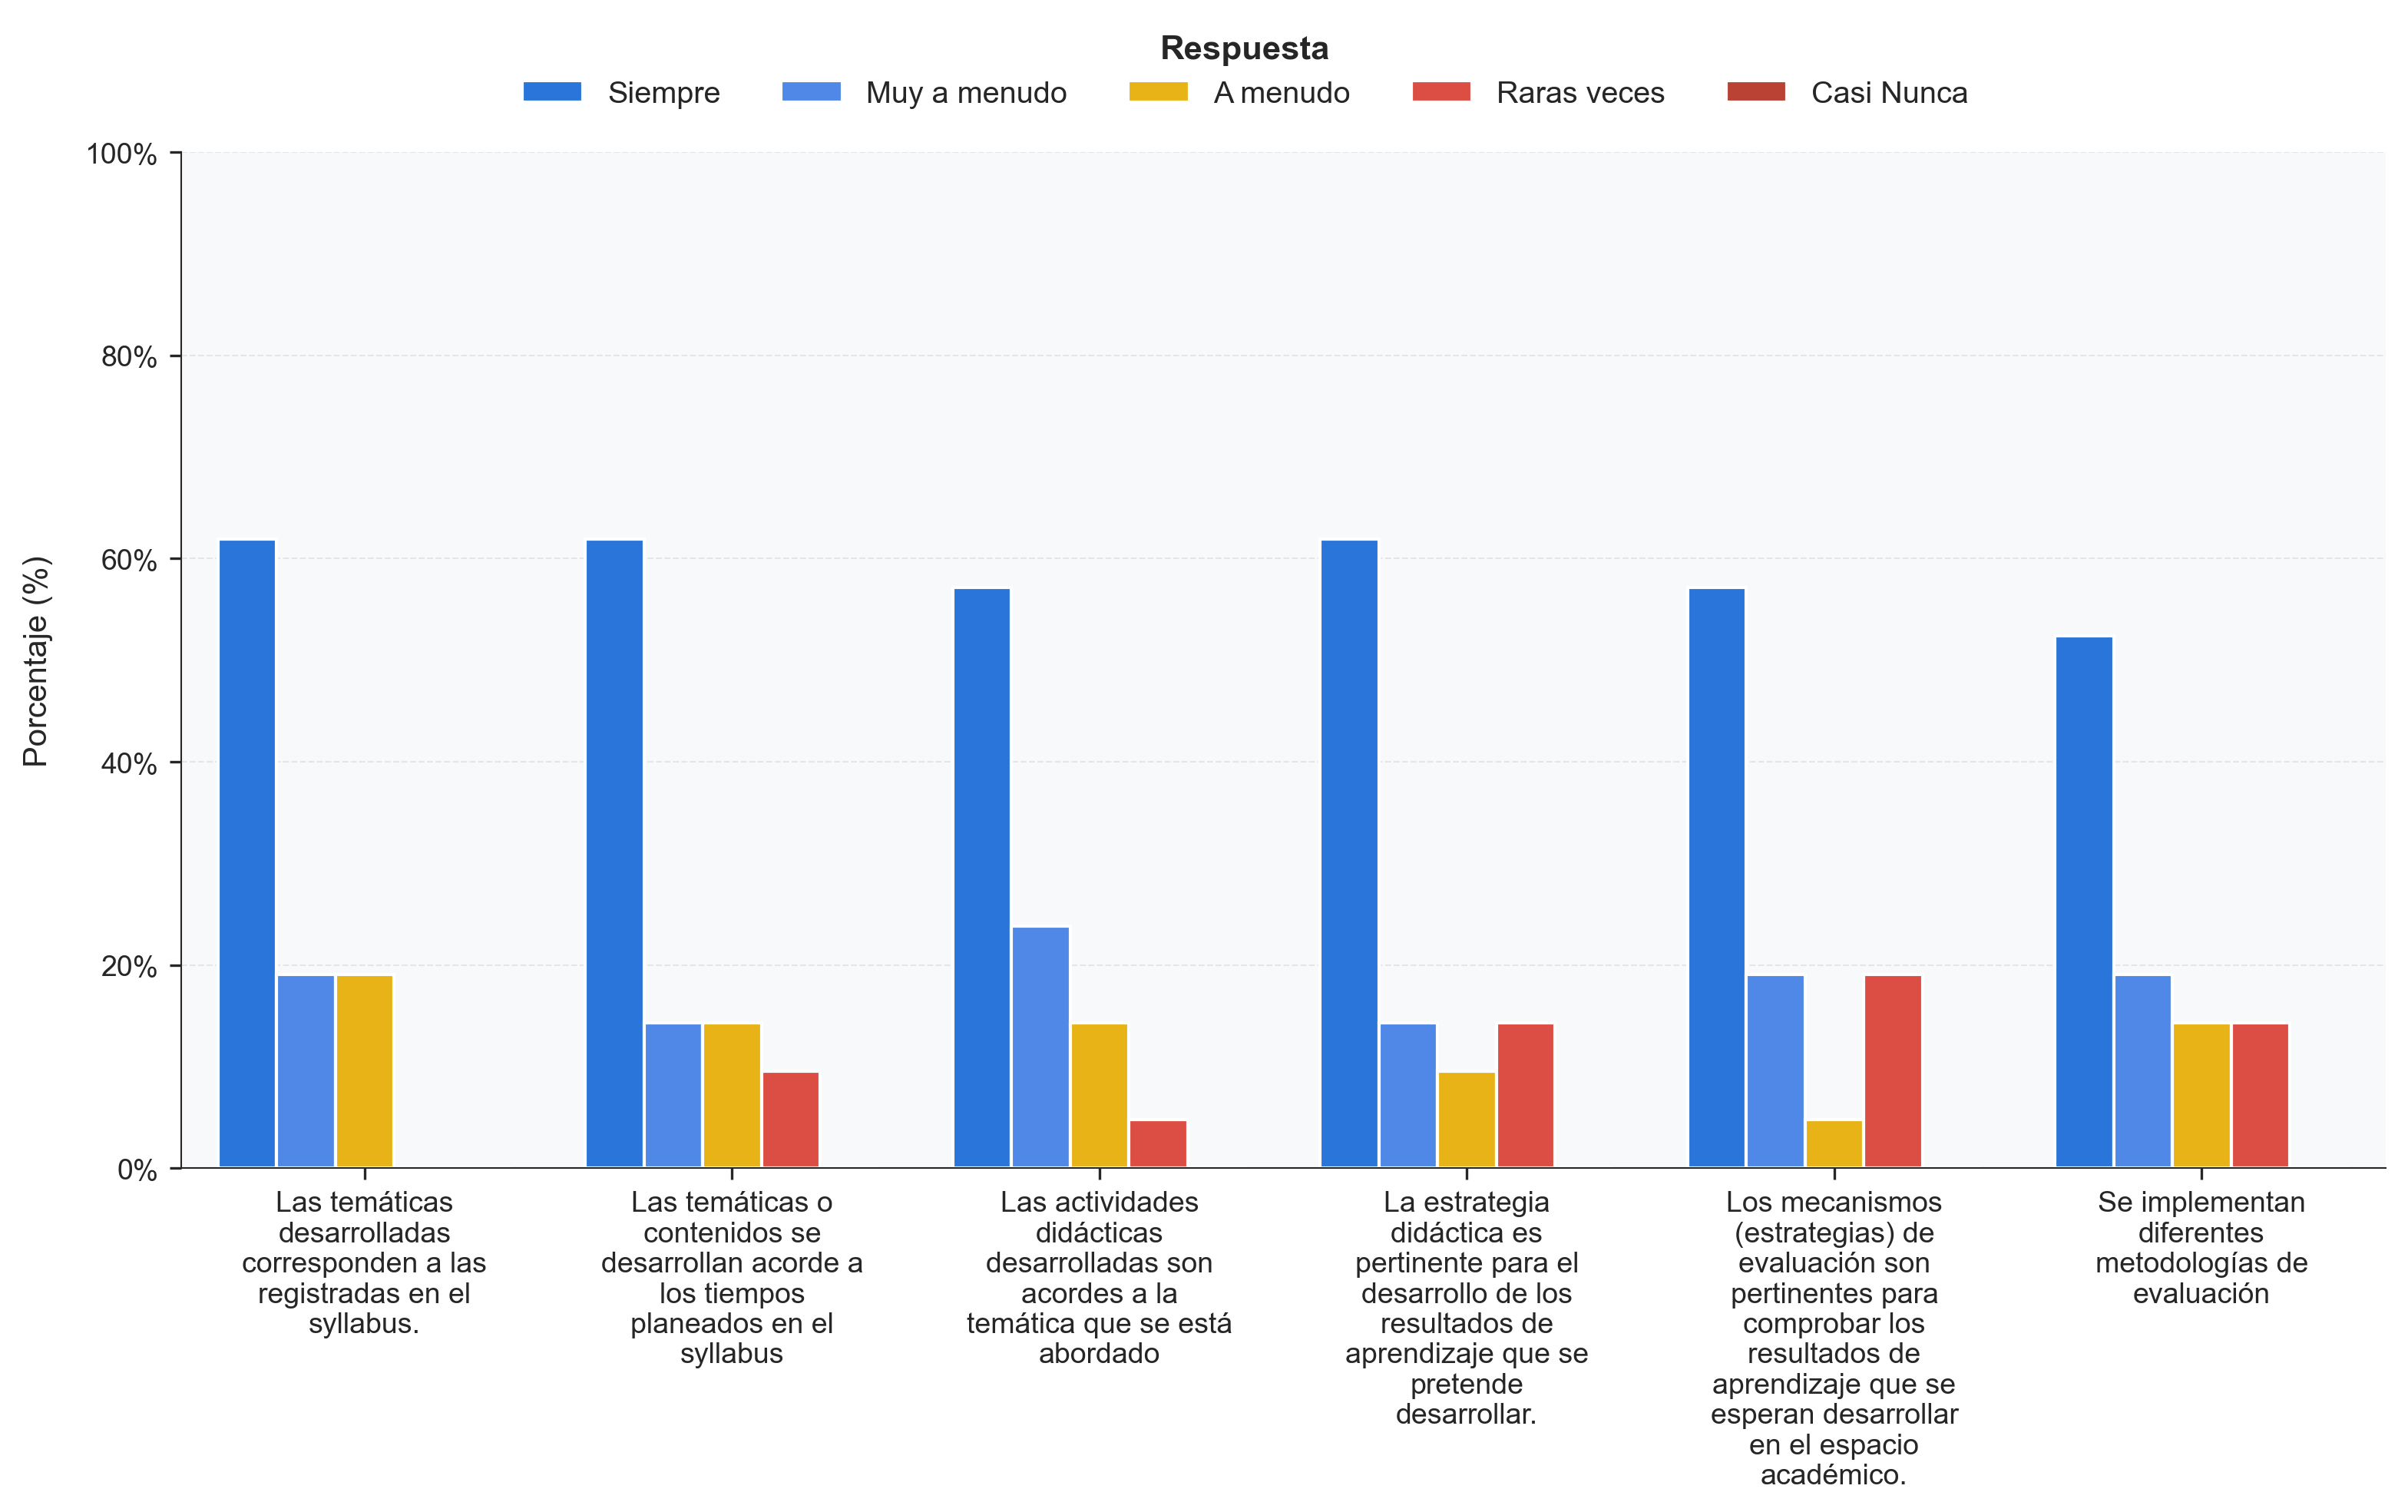 Respuesta
Siempre
Muy a menudo
A menudo
Raras veces
Casi Nunca
Porcentaje (%)
100%
80%
60%
40%
20%
0%
Las temáticas
desarrolladas
corresponden a las
registradas en el
syllabus.
Las temáticas o
contenidos se
desarrollan acorde a
los tiempos
planeados en el
syllabus
Las actividades
didácticas
desarrolladas son
acordes a la
temática que se está
abordado
La estrategia
didáctica es
pertinente para el
desarrollo de los
resultados de
aprendizaje que se
pretende
desarrollar.
Los mecanismos
(estrategias) de
evaluación son
pertinentes para
comprobar los
resultados de
aprendizaje que se
esperan desarrollar
en el espacio
académico.
Se implementan
diferentes
metodologías de
evaluación